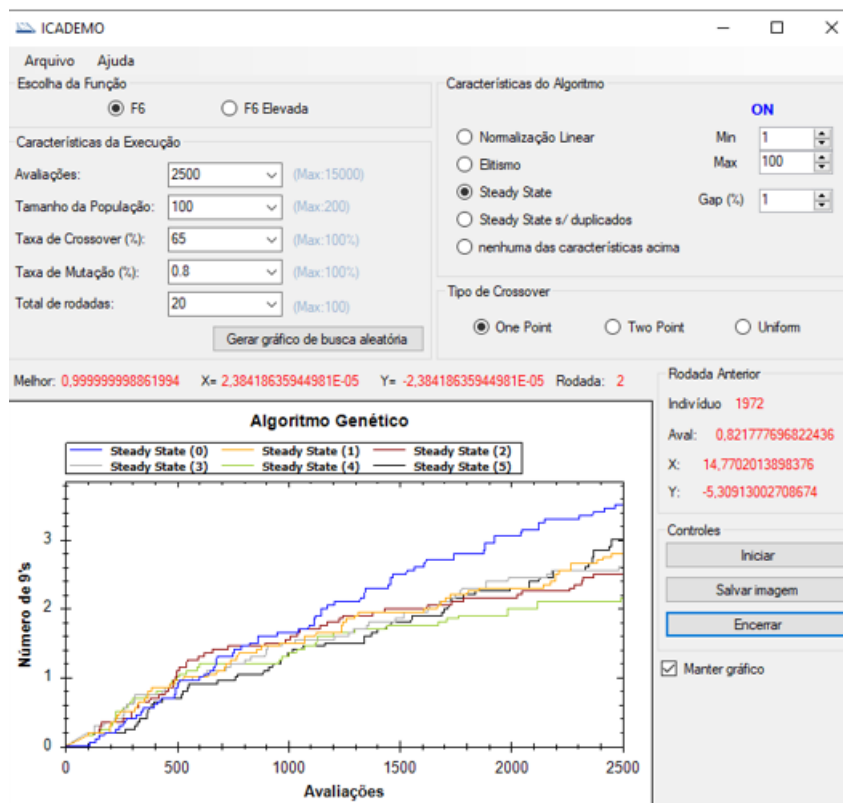 ICADEMO
Arquivo Ajuda
Escolha da Função
F6 F6 Elevada
Características da Execução
Avaliações: 2500 (Max:15000)
Tamanho da População: 100 (Max:200)
Taxa de Crossover (%): 65 (Max:100%)
Taxa de Mutação (%): 0.8 (Max:100%)
Total de rodadas: 20 (Max:100)
Gerar gráfico de busca aleatória
Características do Algoritmo
ON
Normalização Linear Min 1
Elitismo Max 100
Steady State Gap (%) 1
Steady State s/ duplicados
nenhuma das características acima
Tipo de Crossover
One Point Two Point Uniform
Melhor: 0,999999998861994 X= 2,38418635944981E-05 Y= -2,38418635944981E-05 Rodada: 2
Algoritmo Genético
Steady State (0) Steady State (1) Steady State (2)
Steady State (3) Steady State (4) Steady State (5)
Número de 9's
3
2
1
0
0 500 1000 1500 2000 2500
Avaliações
Rodada Anterior
Indivíduo 1972
Aval: 0,821777696822436
X: 14,7702013898376
Y: -5,30913002708674
Controles
Iniciar
Salvar imagem
Encerrar
Manter gráfico